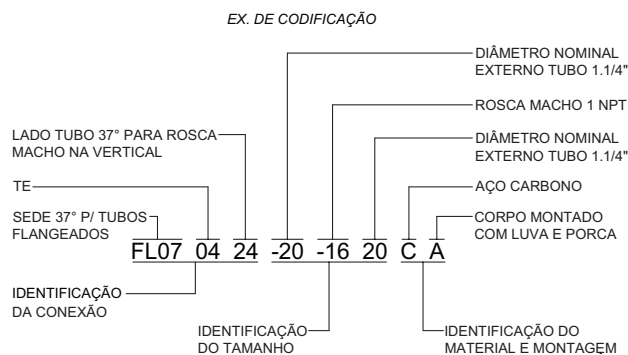 EX. DE CODIFICAÇÃO
DIÂMETRO NOMINAL
EXTERNO TUBO 1.1/4"
ROSCA MACHO 1 NPT
LADO TUBO 37° PARA ROSCA
MACHO NA VERTICAL
DIÂMETRO NOMINAL
EXTERNO TUBO 1.1/4"
TE
AÇO CARBONO
SEDE 37° P/ TUBOS
FLANGEADOS
CORPO MONTADO
COM LUVA E PORCA
FL07 04 24 -20 -16 20 C A
IDENTIFICAÇÃO
DA CONEXÃO
IDENTIFICAÇÃO
DO TAMANHO
IDENTIFICAÇÃO DO
MATERIAL E MONTAGEM